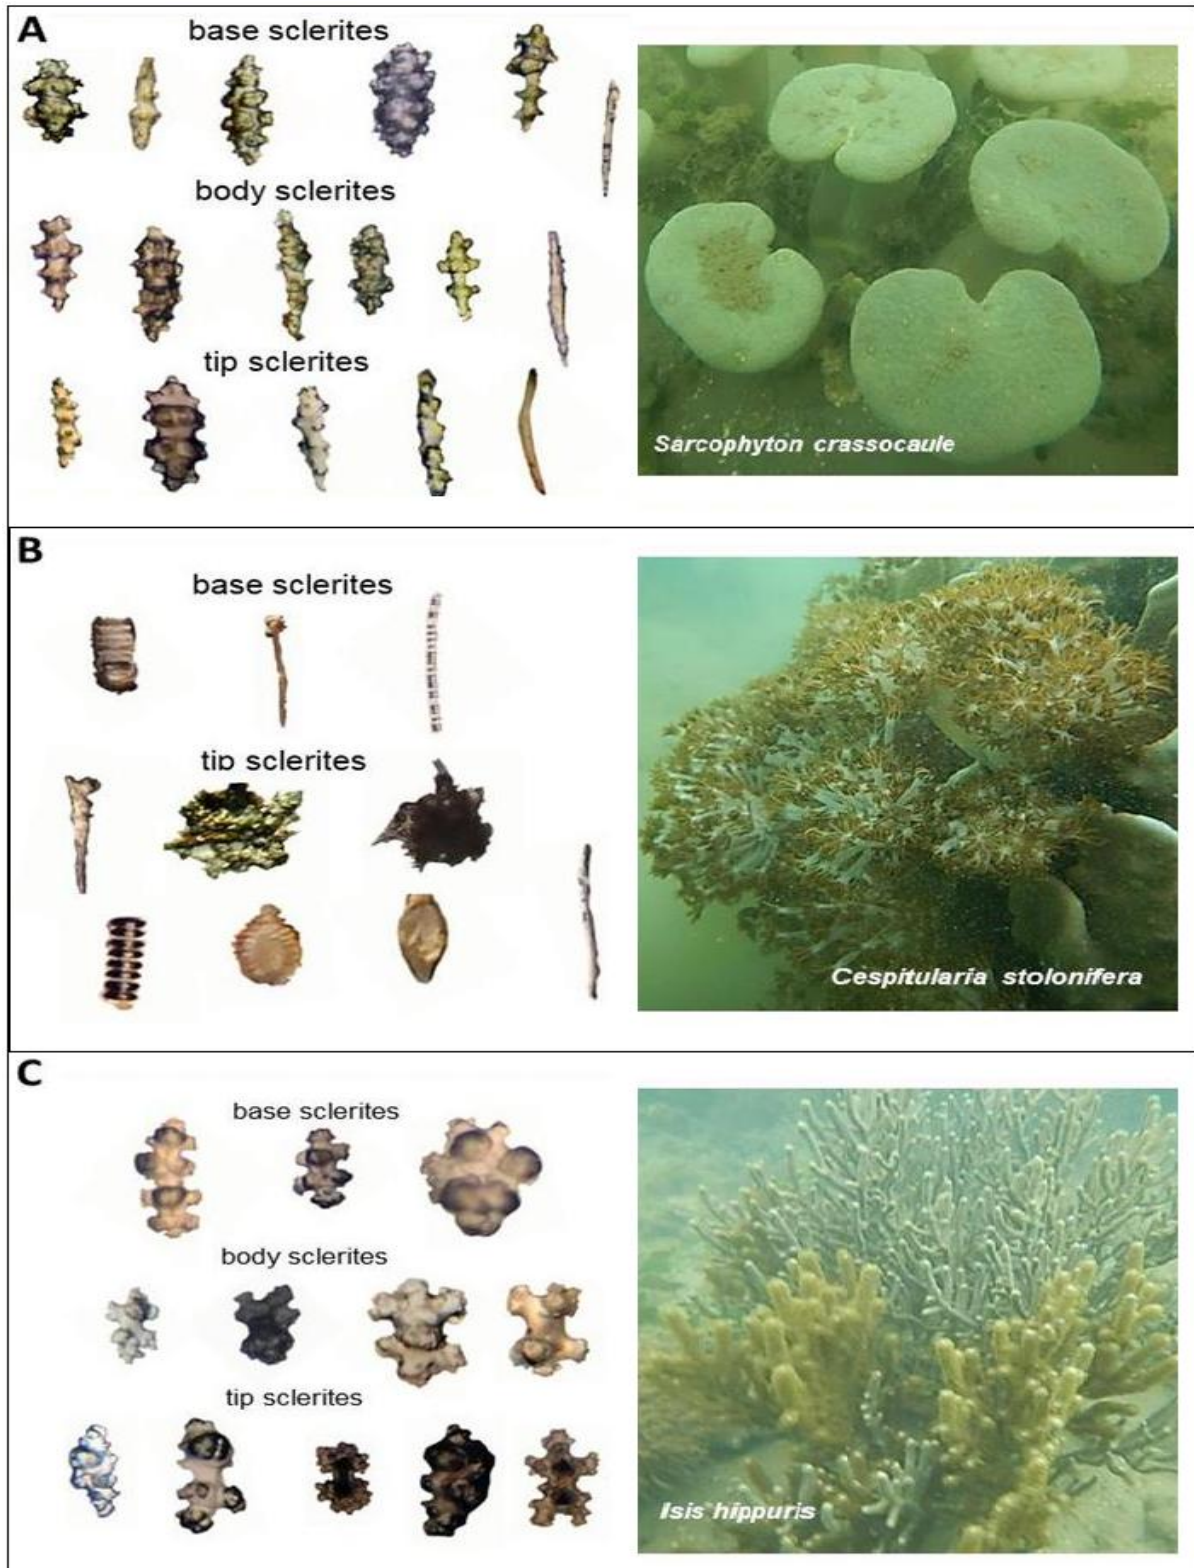 A
base sclerites
body sclerites
tip sclerites
Sarcophyton crassocaule
B
base sclerites
tip sclerites
Cespitularia stolonifera
C
base sclerites
body sclerites
tip sclerites
Isis hippuris